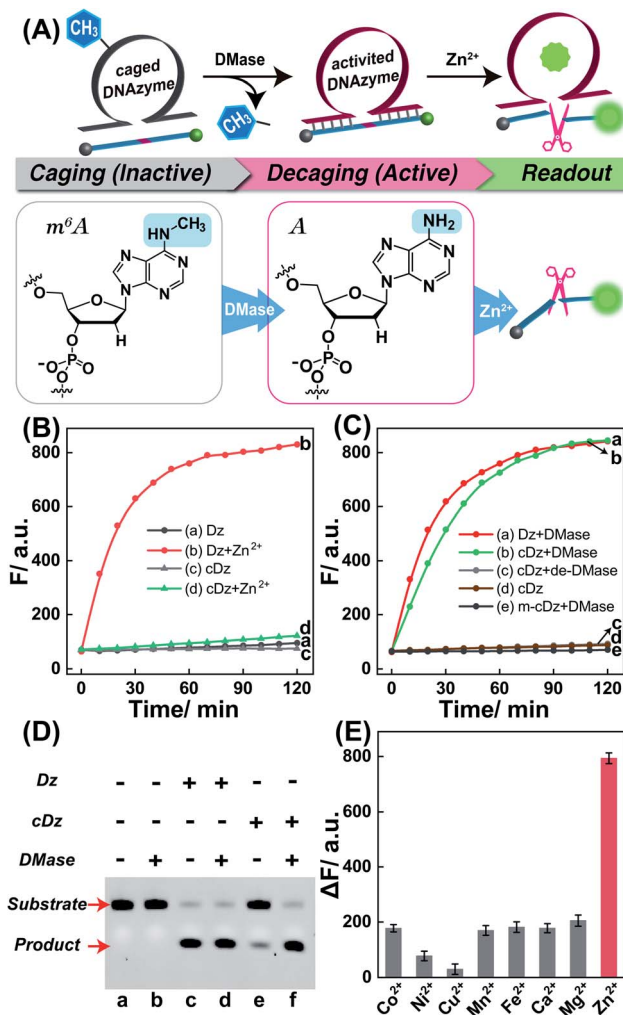 (A)
CH₃
caged
DNAzyme
DMase
CH₃
activited
DNAzyme
Zn²⁺
Caging (Inactive)
Decaging (Active)
Readout
m⁶A
HN
CH₃
N
N
N
N
O
O
H
O
P
O
⁻O
O
DMase
A
NH₂
N
N
N
N
O
O
H
O
P
O
⁻O
O
Zn²⁺
(B)
F/ a.u.
800
600
400
200
0
0 30 60 90 120
Time/ min
b
(a) Dz
(b) Dz+Zn²⁺
(c) cDz
(d) cDz+Zn²⁺
d
a
c
(C)
F/ a.u.
800
600
400
200
0
0 30 60 90 120
Time/ min
a
b
(a) Dz+DMase
(b) cDz+DMase
(c) cDz+de-DMase
(d) cDz
(e) m-cDz+DMase
c
d
e
(D)
Dz - - + + - -
cDz - - - - + +
DMase - + - + - +
Substrate
Product
a b c d e f
(E)
ΔF/ a.u.
800
600
400
200
0
Co²⁺ Ni²⁺ Cu²⁺ Mn²⁺ Fe²⁺ Ca²⁺ Mg²⁺ Zn²⁺